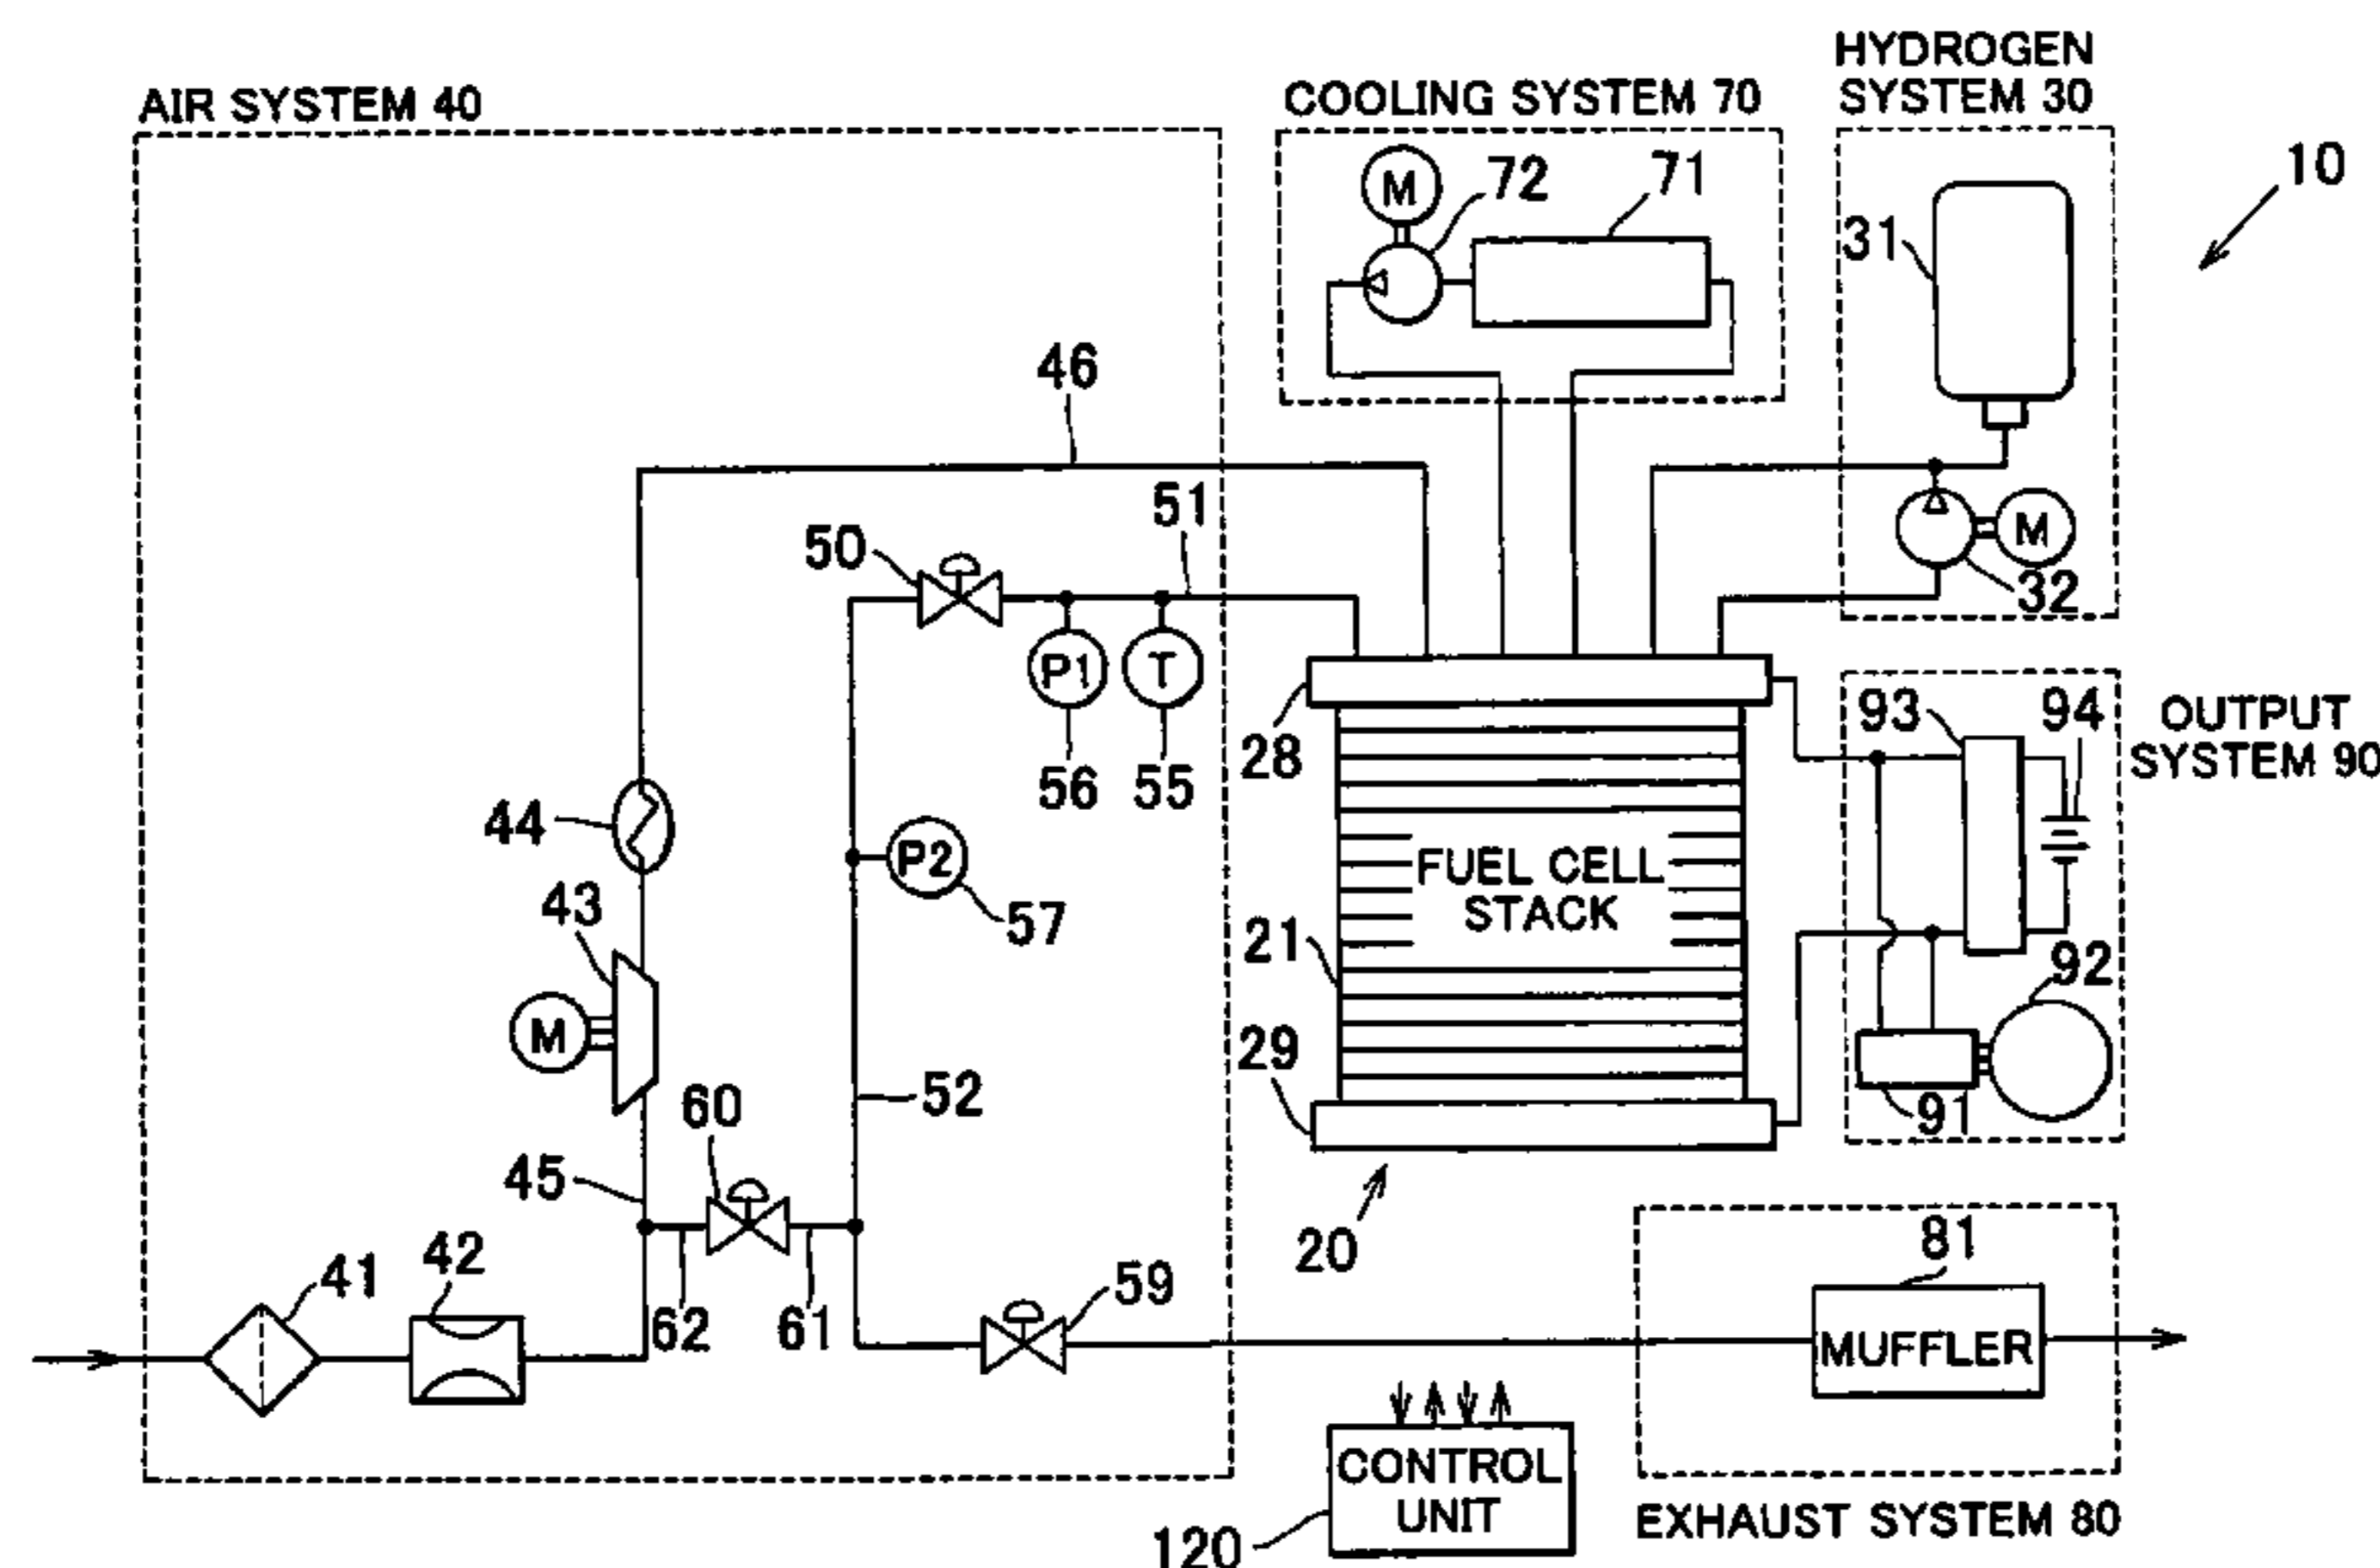 HYDROGEN
SYSTEM 30
COOLING SYSTEM 70
AIR SYSTEM 40
10
M
72
71
31
46
51
50
M
32
P1
T
28
56
55
93
94
OUTPUT
SYSTEM 90
44
P2
57
FUEL CELL
STACK
43
21
92
M
29
52
60
91
45
20
81
42
41
59
62
61
MUFFLER
CONTROL
UNIT
120
EXHAUST SYSTEM 80